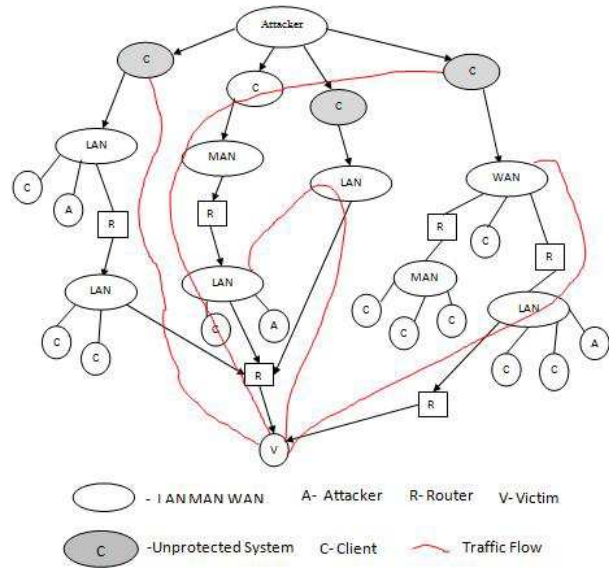 Attacker
C
C
C
C
LAN
MAN
LAN
WAN
C
A
R
R
R
C
R
LAN
LAN
MAN
LAN
C
C
C
A
R
C
C
C
C
C
A
R
V
- LAN MAN WAN A- Attacker R- Router V- Victim
C -Unprotected System C- Client Traffic Flow